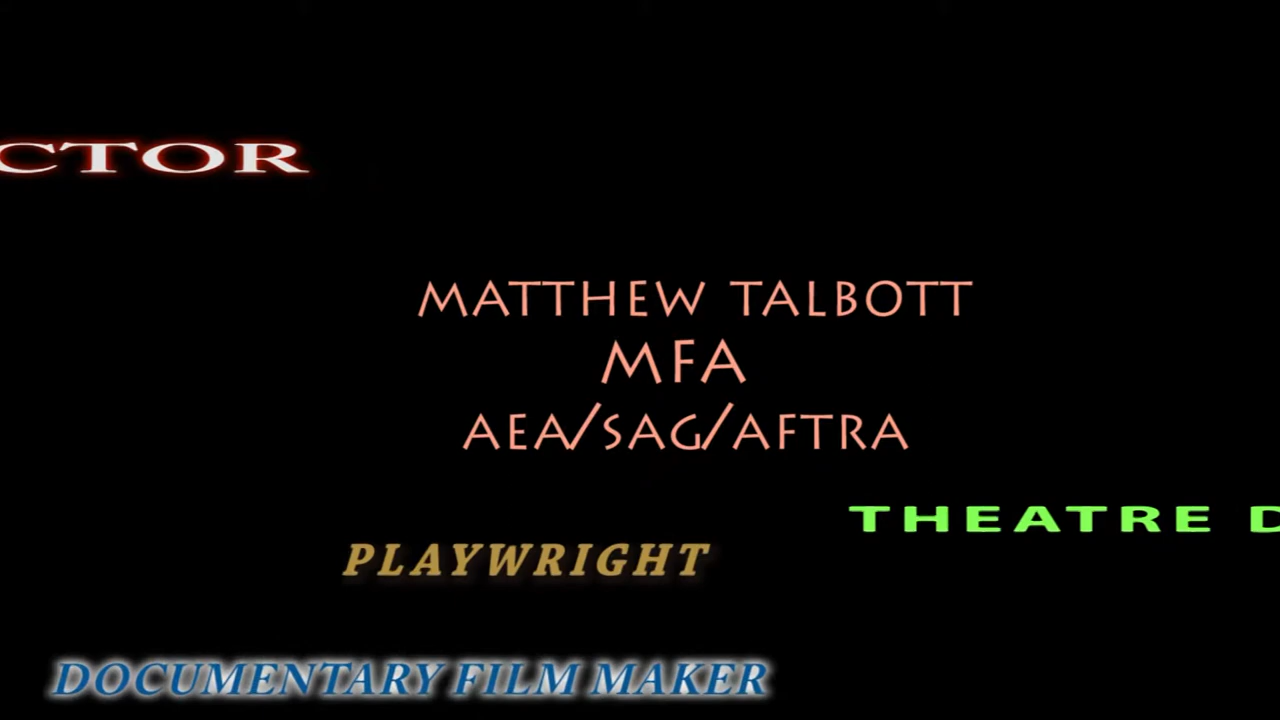 CTOR
MATTHEW TALBOTT
MFA
AEA/SAG/AFTRA
THEATRE D
PLAYWRIGHT
DOCUMENTARY FILM MAKER